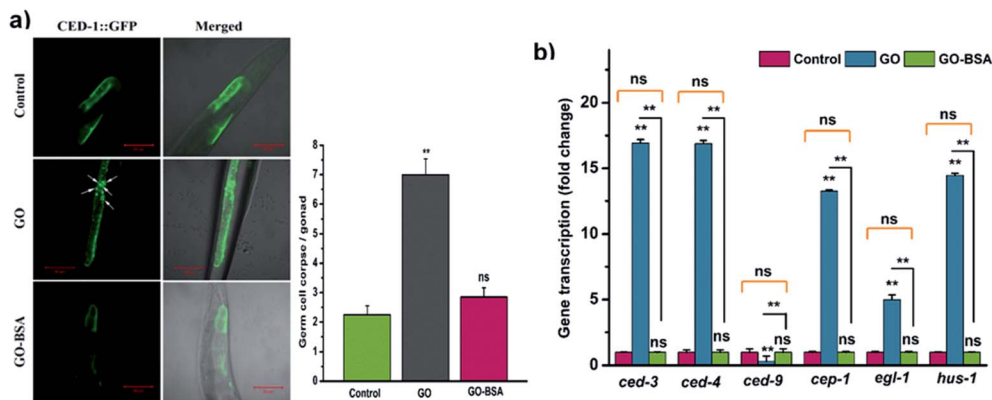 a)
CED-1::GFP
Merged
Control
GO
GO-BSA
Germ cell corpse / gonad
8
7
6
5
4
3
2
1
0
**
ns
Control
GO
GO-BSA
b)
Control
GO
GO-BSA
Gene transcription (fold change)
20
15
10
5
0
ns
**
**
ns
ns
**
**
ns
ns
**
**
ns
ns
**
**
ns
ns
**
**
ns
ns
**
**
ns
ced-3
ced-4
ced-9
cep-1
egl-1
hus-1